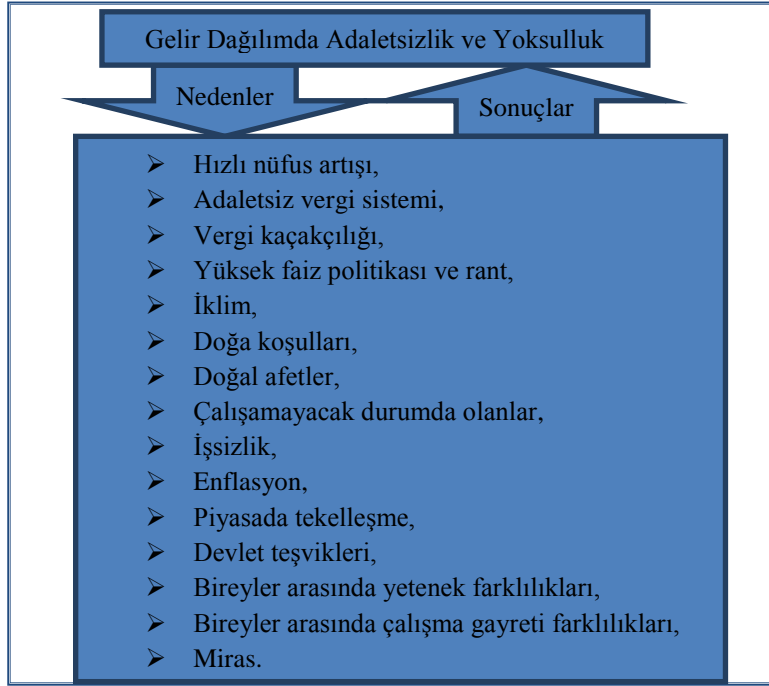 Gelir Dağılımda Adaletsizlik ve Yoksulluk
Nedenler
Sonuçlar
Hızlı nüfus artışı,
Adaletsiz vergi sistemi,
Vergi kaçakçılığı,
Yüksek faiz politikası ve rant,
İklim,
Doğa koşulları,
Doğal afetler,
Çalışamayacak durumda olanlar,
İşsizlik,
Enflasyon,
Piyasada tekelleşme,
Devlet teşvikleri,
Bireyler arasında yetenek farklılıkları,
Bireyler arasında çalışma gayreti farklılıkları,
Miras.